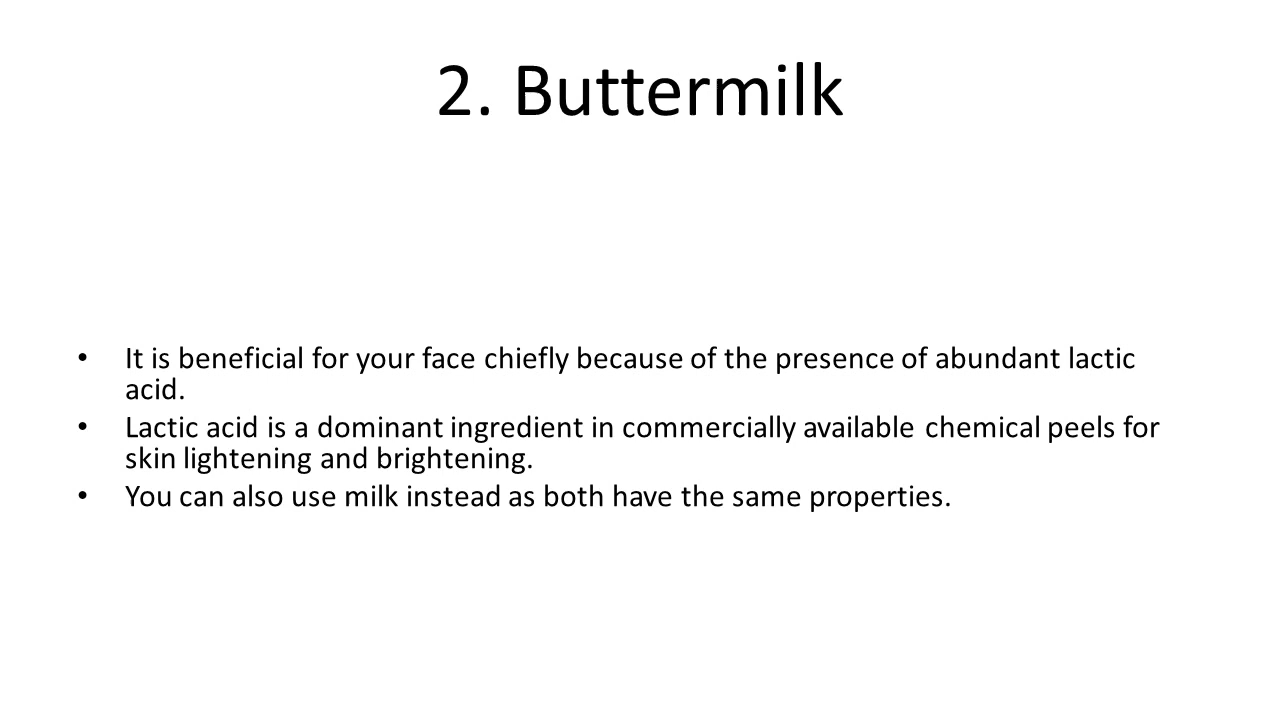 2. Buttermilk
• It is beneficial for your face chiefly because of the presence of abundant lactic
acid.
• Lactic acid is a dominant ingredient in commercially available chemical peels for
skin lightening and brightening.
• You can also use milk instead as both have the same properties.